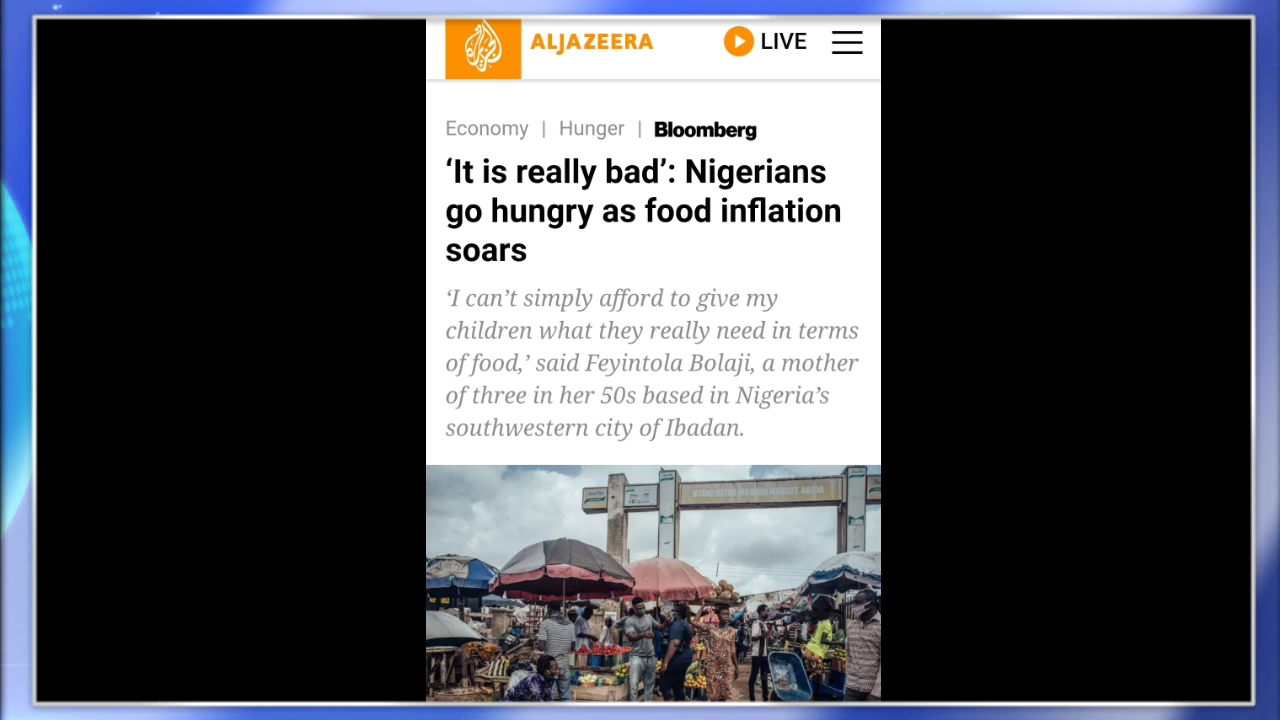 ALJAZEERA
LIVE
Economy | Hunger | Bloomberg
‘It is really bad’: Nigerians
go hungry as food inflation
soars
‘I can’t simply afford to give my
children what they really need in terms
of food,’ said Feyintola Bolaji, a mother
of three in her 50s based in Nigeria’s
southwestern city of Ibadan.
MARKET, ABUJA